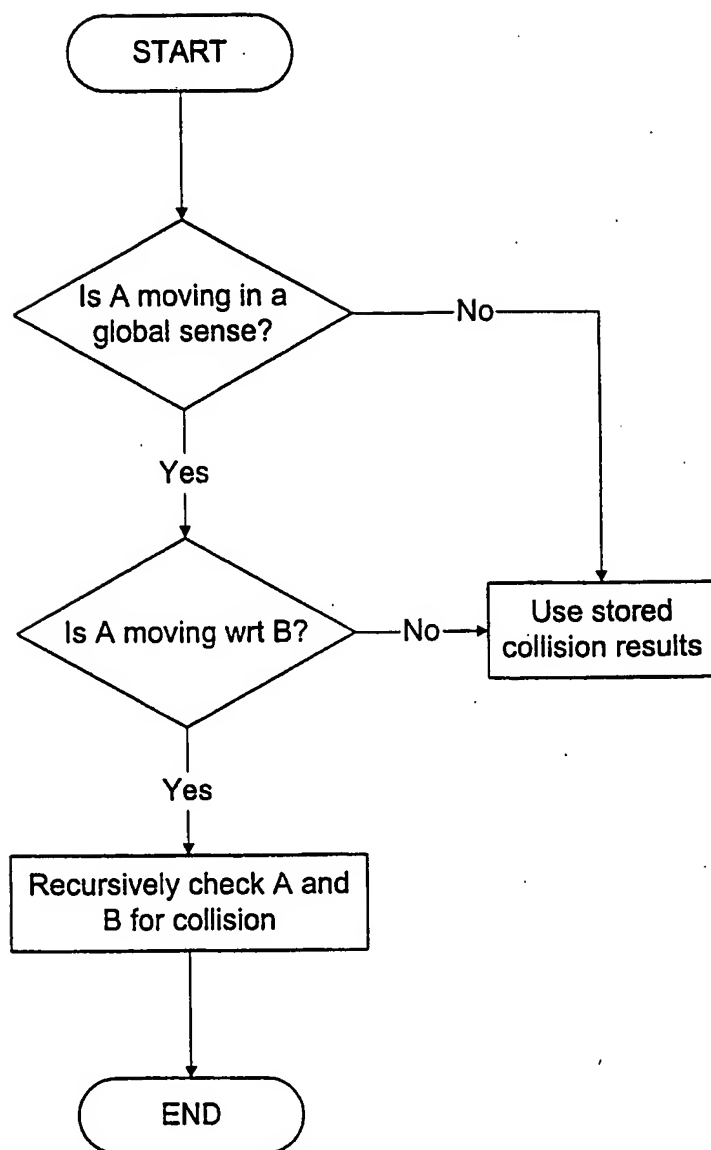 START
Is A moving in a
global sense?
No
Yes
Is A moving wrt B?
No
Use stored
collision results
Yes
Recursively check A and
B for collision
END